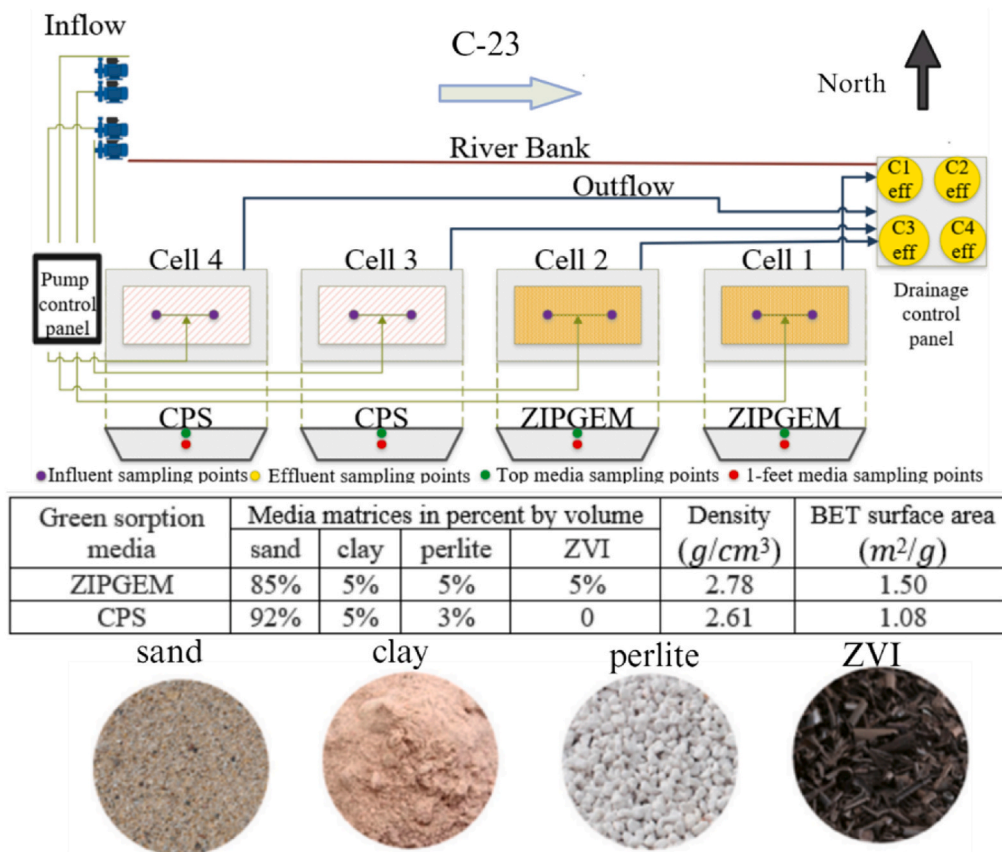 Inflow
C-23
North
River Bank
Outflow
C1 eff
C2 eff
C3 eff
C4 eff
Drainage control panel
Pump control panel
Cell 4
Cell 3
Cell 2
Cell 1
CPS
CPS
ZIPGEM
ZIPGEM
Influent sampling points
Effluent sampling points
Top media sampling points
1-feet media sampling points
Green sorption media
Media matrices in percent by volume
Density (g/cm³)
BET surface area (m²/g)
sand clay perlite ZVI
ZIPGEM 85% 5% 5% 5% 2.78 1.50
CPS 92% 5% 3% 0 2.61 1.08
sand
clay
perlite
ZVI